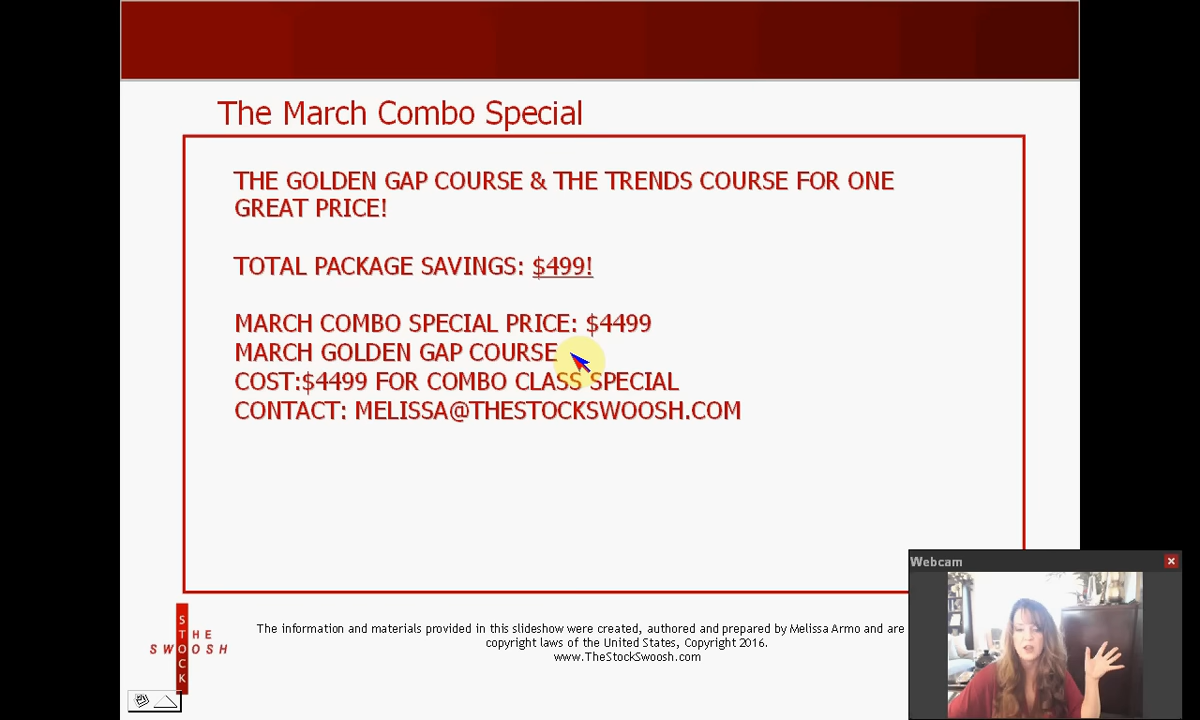 The March Combo Special
THE GOLDEN GAP COURSE & THE TRENDS COURSE FOR ONE
GREAT PRICE!
TOTAL PACKAGE SAVINGS: $499!
MARCH COMBO SPECIAL PRICE: $4499
MARCH GOLDEN GAP COURSE
COST:$4499 FOR COMBO CLASS SPECIAL
CONTACT: MELISSA@THESTOCKSWOOSH.COM
Webcam
THE
STOCK
SWOOSH
The information and materials provided in this slideshow were created, authored and prepared by Melissa Armo and are
copyright laws of the United States, Copyright 2016.
www.TheStockSwoosh.com